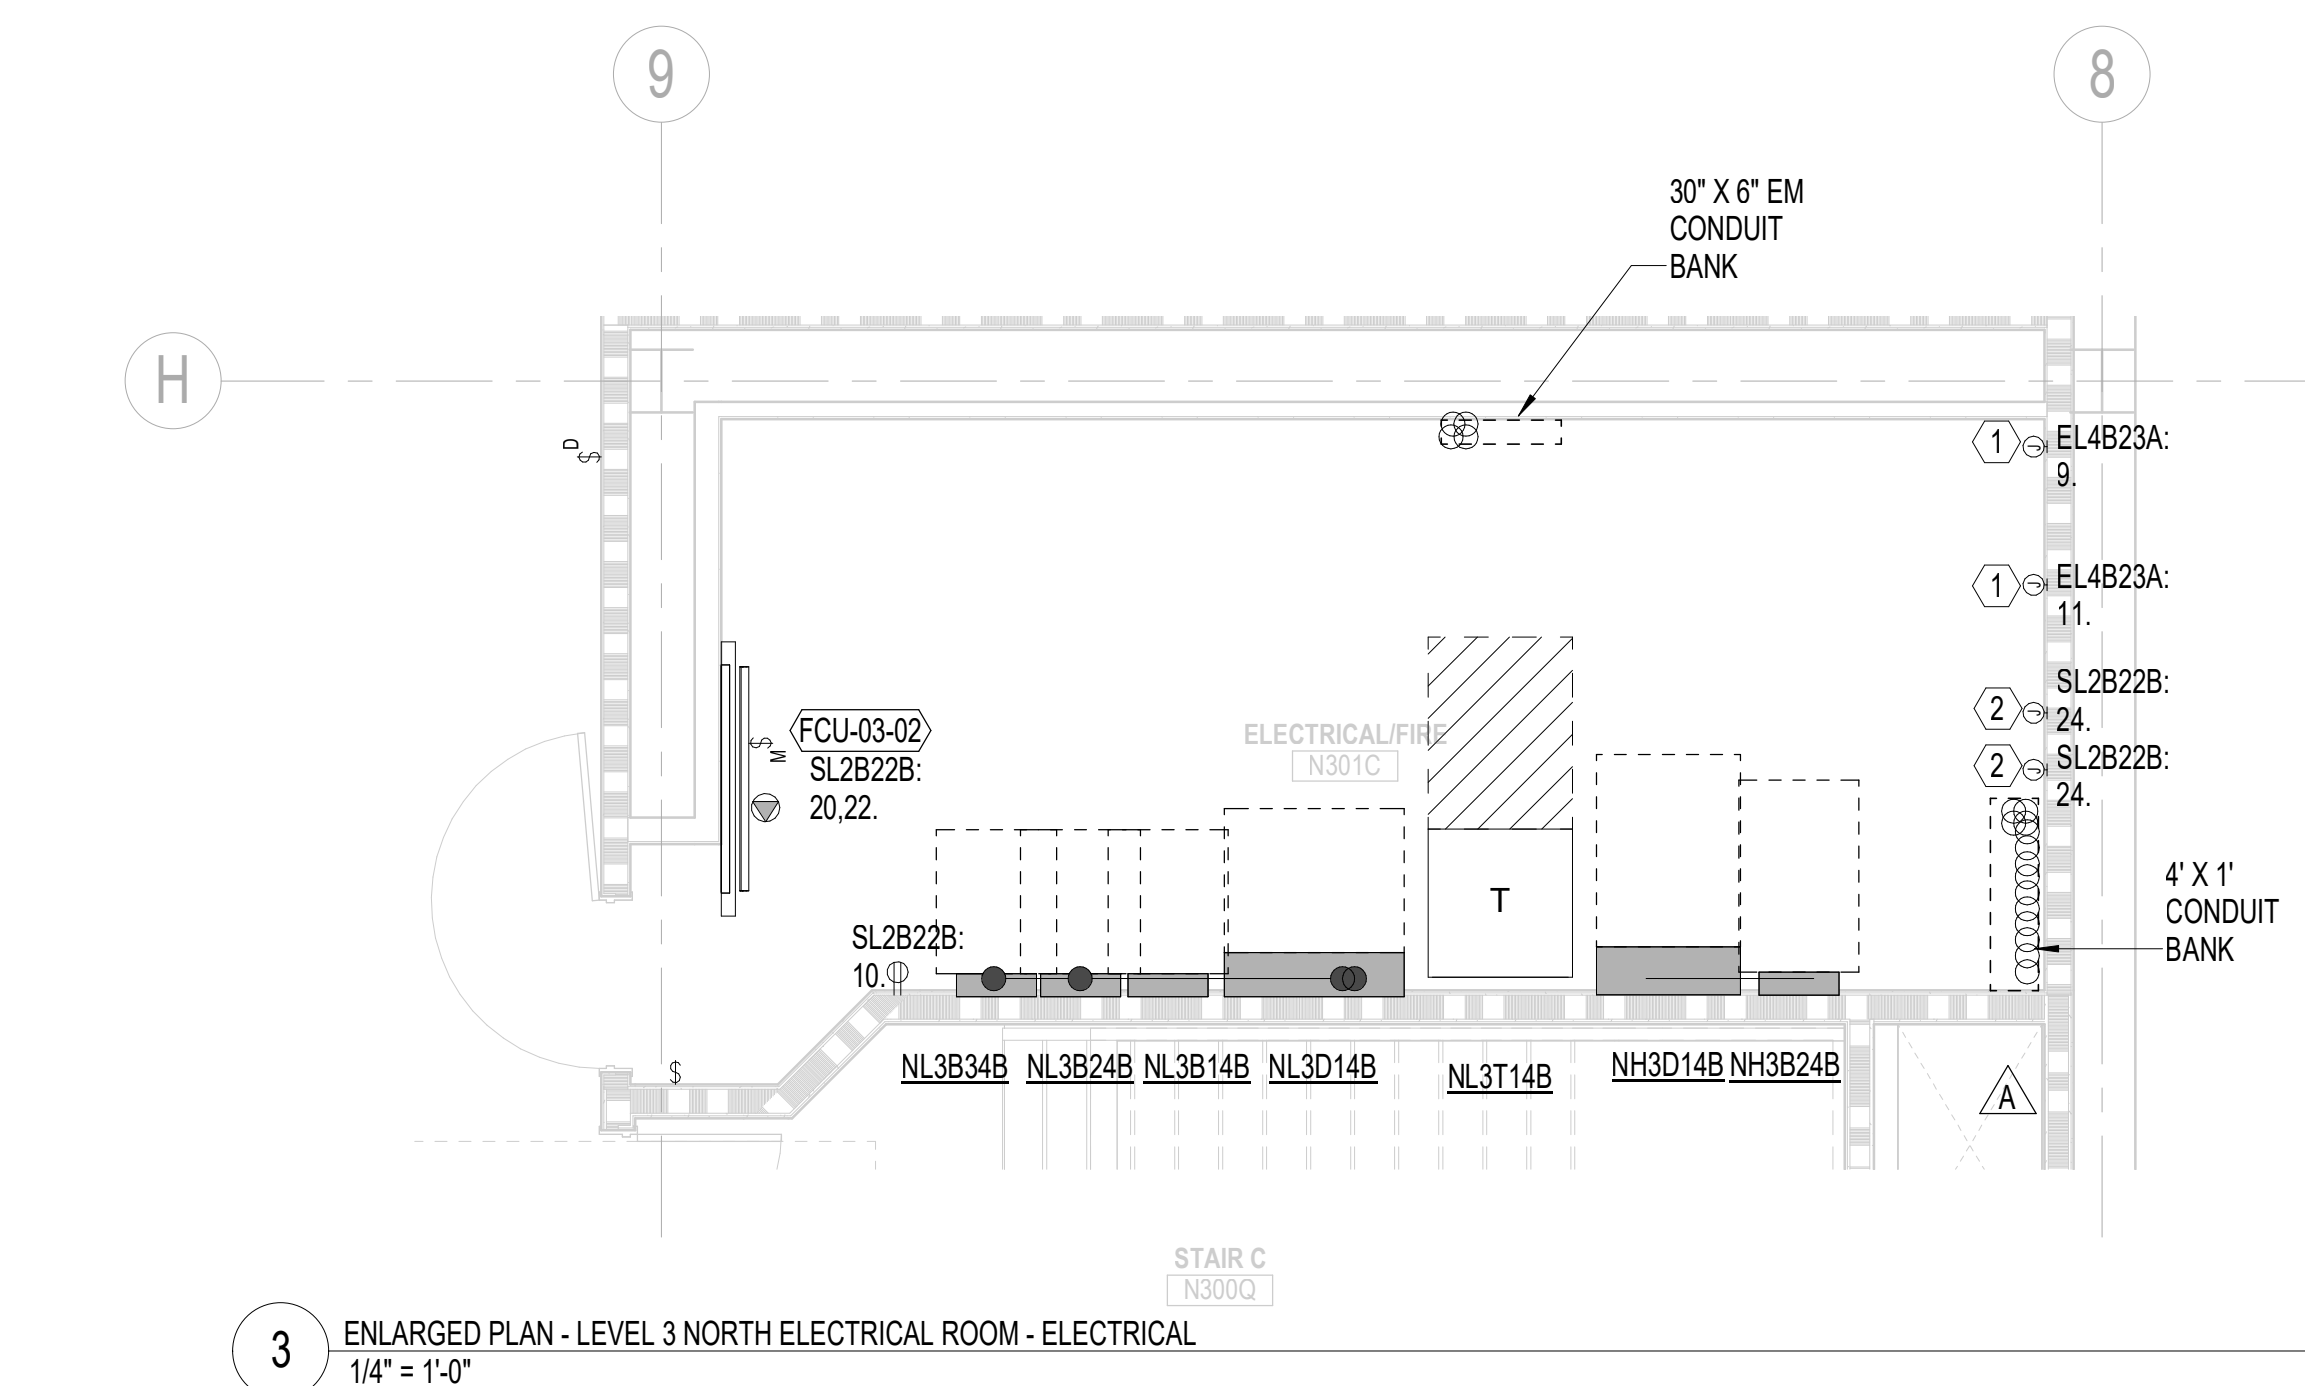 9
8
30" X 6" EM
CONDUIT
BANK
H
D
$
1
J
EL4B23A:
9.
1
J
EL4B23A:
11.
2
J
SL2B22B:
24.
2
J
SL2B22B:
24.
FCU-03-02
$
M
SL2B22B:
20,22.
ELECTRICAL/FIRE
N301C
T
4' X 1'
CONDUIT
BANK
SL2B22B:
10.
$
NL3B34B
NL3B24B
NL3B14B
NL3D14B
NL3T14B
NH3D14B
NH3B24B
A
STAIR C
N300Q
3
ENLARGED PLAN - LEVEL 3 NORTH ELECTRICAL ROOM - ELECTRICAL
1/4" = 1'-0"